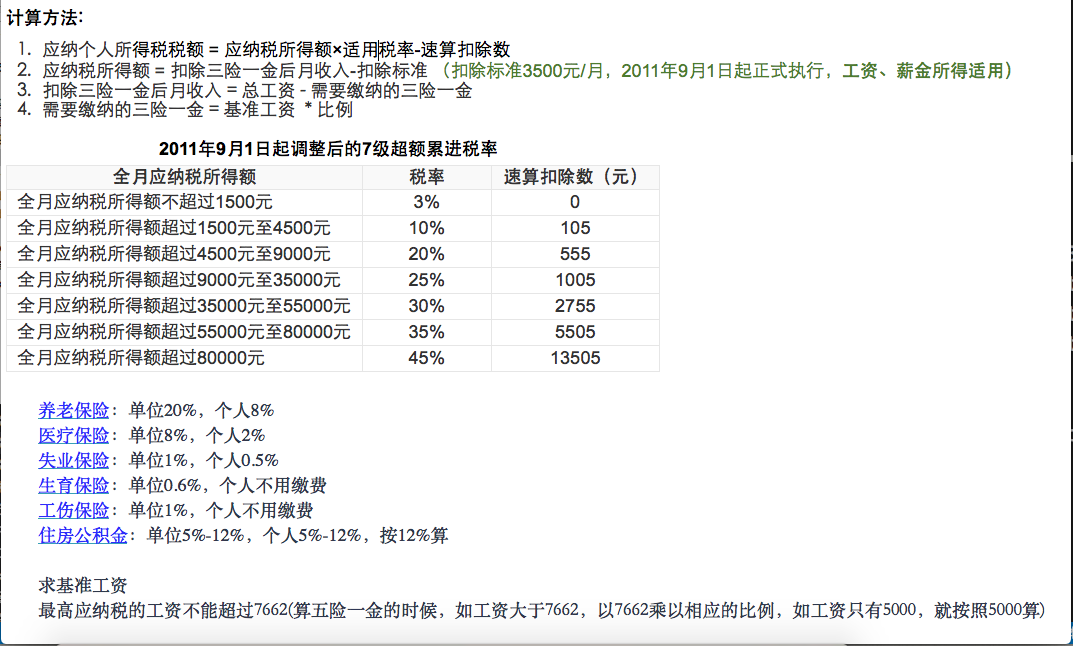 计算方法:
1. 应纳个人所得税税额 = 应纳税所得额×适用税率-速算扣除数
2. 应纳税所得额 = 扣除三险一金后月收入-扣除标准 （扣除标准3500元/月，2011年9月1日起正式执行，工资、薪金所得适用）
3. 扣除三险一金后月收入 = 总工资 - 需要缴纳的三险一金
4. 需要缴纳的三险一金 = 基准工资 * 比例
2011年9月1日起调整后的7级超额累进税率
全月应纳税所得额 税率 速算扣除数（元）
全月应纳税所得额不超过1500元 3% 0
全月应纳税所得额超过1500元至4500元 10% 105
全月应纳税所得额超过4500元至9000元 20% 555
全月应纳税所得额超过9000元至35000元 25% 1005
全月应纳税所得额超过35000元至55000元 30% 2755
全月应纳税所得额超过55000元至80000元 35% 5505
全月应纳税所得额超过80000元 45% 13505
养老保险：单位20%，个人8%
医疗保险：单位8%，个人2%
失业保险：单位1%，个人0.5%
生育保险：单位0.6%，个人不用缴费
工伤保险：单位1%，个人不用缴费
住房公积金：单位5%-12%，个人5%-12%，按12%算
求基准工资
最高应纳税的工资不能超过7662(算五险一金的时候，如工资大于7662，以7662乘以相应的比例，如工资只有5000，就按照5000算)